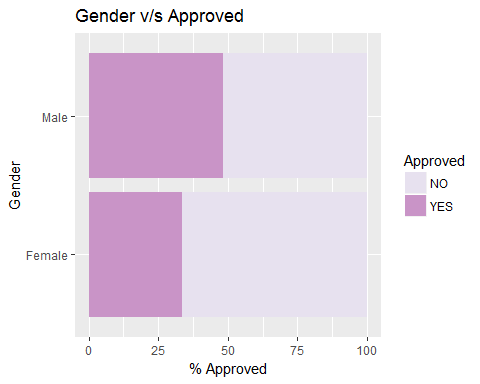 Gender v/s Approved
Gender
Male
Female
0 25 50 75 100
% Approved
Approved
NO
YES